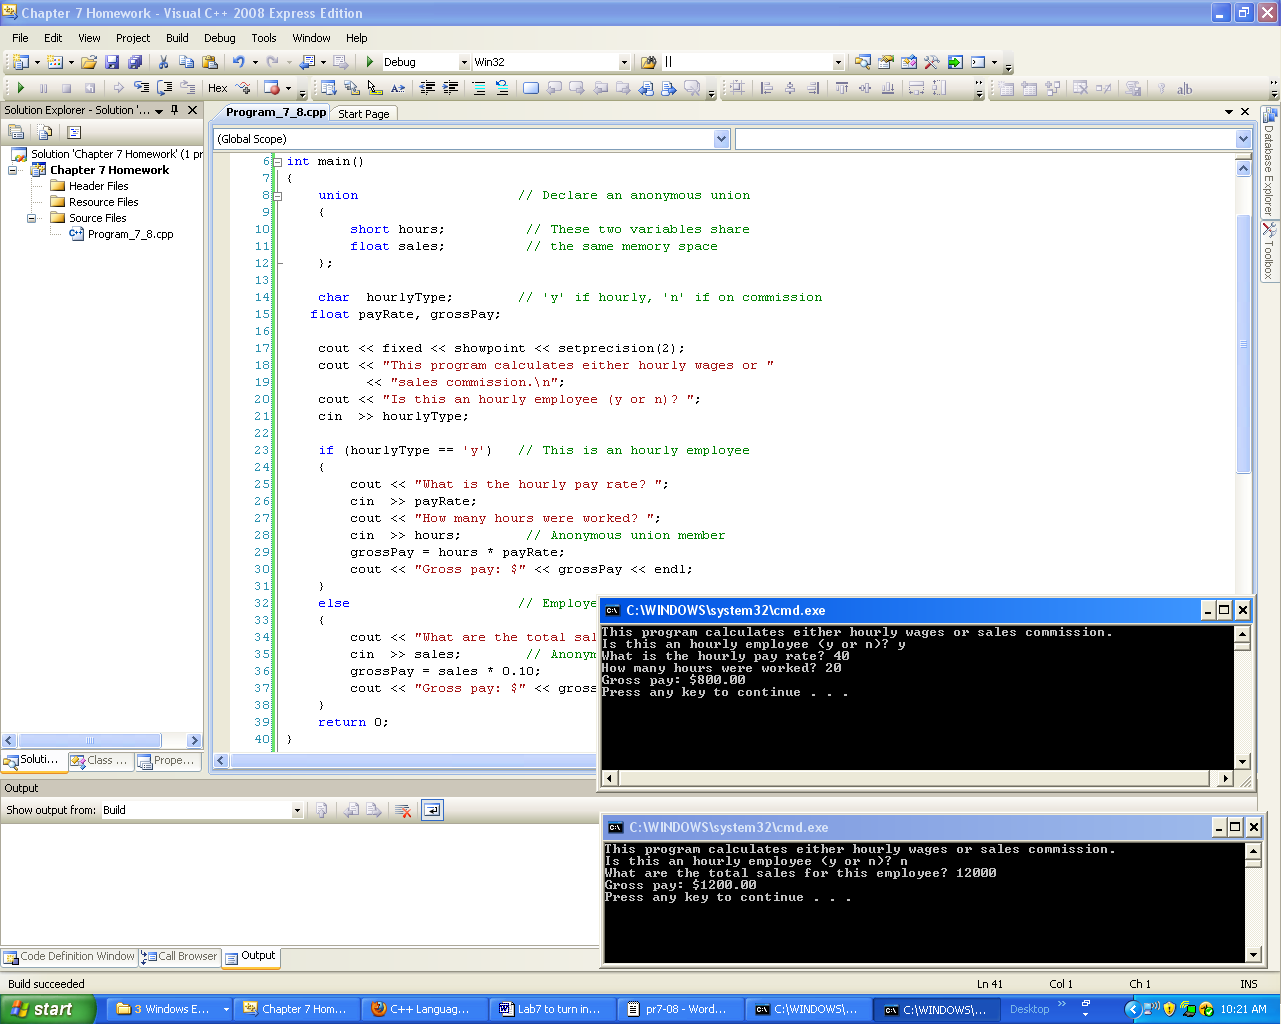 Chapter 7 Homework - Visual C++ 2008 Express Edition
File Edit View Project Build Debug Tools Window Help
Debug Win32 ||
Hex
Solution Explorer - Solution '...
Program_7_8.cpp Start Page
(Global Scope)
Solution 'Chapter 7 Homework' (1 pr
Chapter 7 Homework
Header Files
Resource Files
Source Files
Program_7_8.cpp
Soluti... Class ... Prope...
6 int main()
7 {
8 union // Declare an anonymous union
9 {
10 short hours; // These two variables share
11 float sales; // the same memory space
12 };
13
14 char hourlyType; // 'y' if hourly, 'n' if on commission
15 float payRate, grossPay;
16
17 cout << fixed << showpoint << setprecision(2);
18 cout << "This program calculates either hourly wages or "
19 << "sales commission.\n";
20 cout << "Is this an hourly employee (y or n)? ";
21 cin >> hourlyType;
22
23 if (hourlyType == 'y') // This is an hourly employee
24 {
25 cout << "What is the hourly pay rate? ";
26 cin >> payRate;
27 cout << "How many hours were worked? ";
28 cin >> hours; // Anonymous union member
29 grossPay = hours * payRate;
30 cout << "Gross pay: $" << grossPay << endl;
31 }
32 else // Employe
33 {
34 cout << "What are the total sal
35 cin >> sales; // Anonym
36 grossPay = sales * 0.10;
37 cout << "Gross pay: $" << gross
38 }
39 return 0;
40 }
Database Explorer
Toolbox
C:\WINDOWS\system32\cmd.exe
This program calculates either hourly wages or sales commission.
Is this an hourly employee (y or n)? y
What is the hourly pay rate? 40
How many hours were worked? 20
Gross pay: $800.00
Press any key to continue . . .
Output
Show output from: Build
C:\WINDOWS\system32\cmd.exe
This program calculates either hourly wages or sales commission.
Is this an hourly employee (y or n)? n
What are the total sales for this employee? 12000
Gross pay: $1200.00
Press any key to continue . . .
Code Definition Window Call Browser Output
Build succeeded Ln 41 Col 1 Ch 1 INS
start 3 Windows E... Chapter 7 Hom... C++ Languag... Lab7 to turn in... pr7-08 - Word... C:\WINDOWS\... C:\WINDOWS\... Desktop 10:21 AM